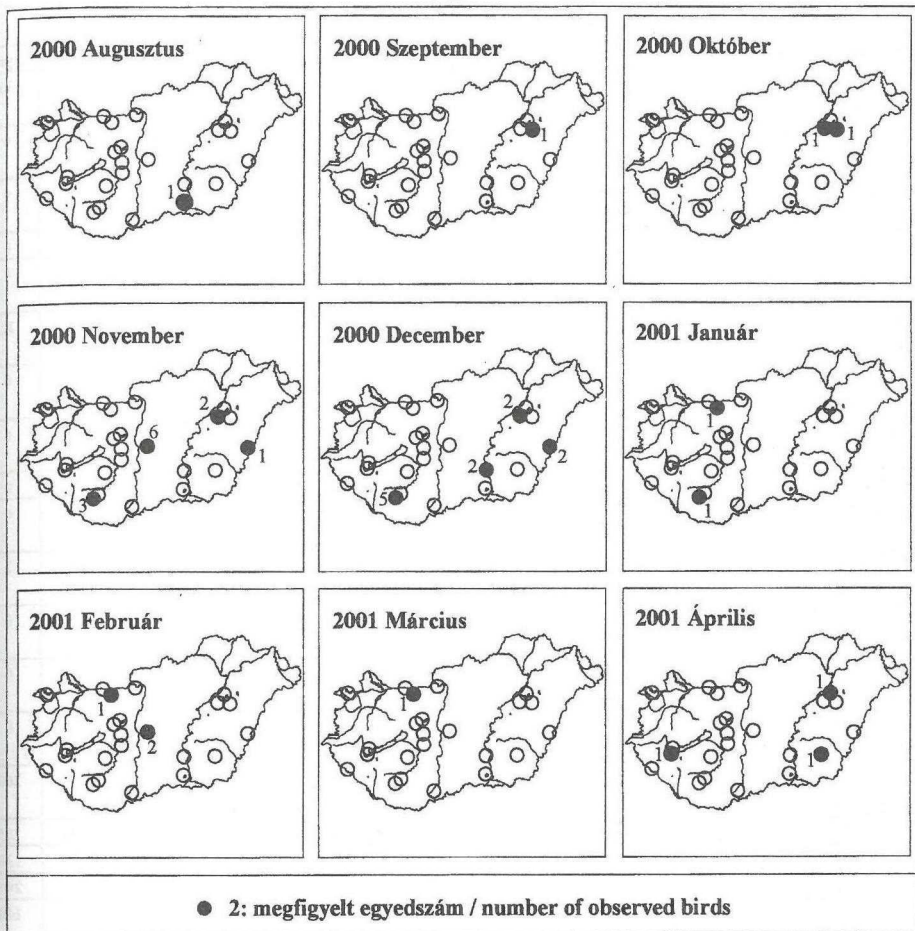 2000 Augusztus
1
2000 Szeptember
1
2000 Október
1 1
2000 November
2
6
1
3
2000 December
2
2
2
5
2001 Január
1
1
2001 Február
1
2
2001 Március
1
2001 Április
1
1
1
● 2: megfigyelt egyedszám / number of observed birds